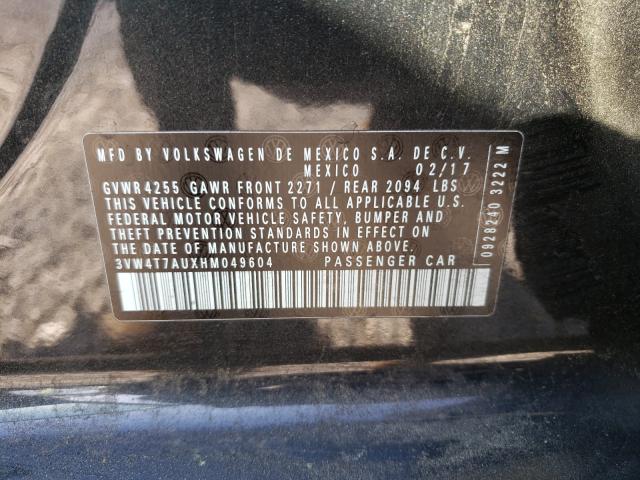 MFD BY VOLKSWAGEN DE MEXICO S.A. DE C.V.
MEXICO 02/17
GVWR4255 GAWR FRONT 2271 / REAR 2094 LBS
THIS VEHICLE CONFORMS TO ALL APPLICABLE U.S.
FEDERAL MOTOR VEHICLE SAFETY, BUMPER AND
THEFT PREVENTION STANDARDS IN EFFECT ON
THE DATE OF MANUFACTURE SHOWN ABOVE.
3VW4T7AUXHM049604 PASSENGER CAR
0928240 3222 M